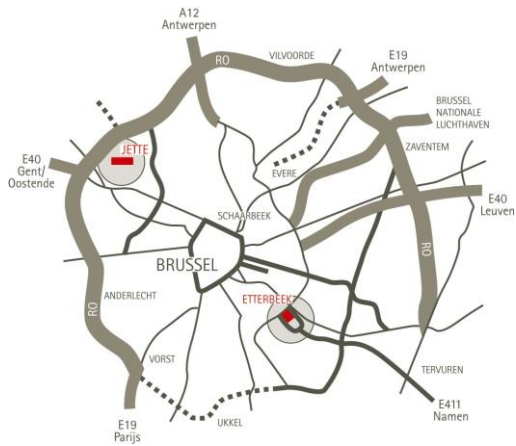 A12
Antwerpen
RO
VILVOORDE
E19
Antwerpen
BRUSSEL
NATIONALE
LUCHTHAVEN
ZAVENTEM
JETTE
E40
Gent/
Oostende
EVERE
E40
Leuven
SCHAARBEEK
BRUSSEL
RO
ANDERLECHT
ETTERBEEK
RO
VORST
TERVUREN
UKKEL
E19
Parijs
E411
Namen